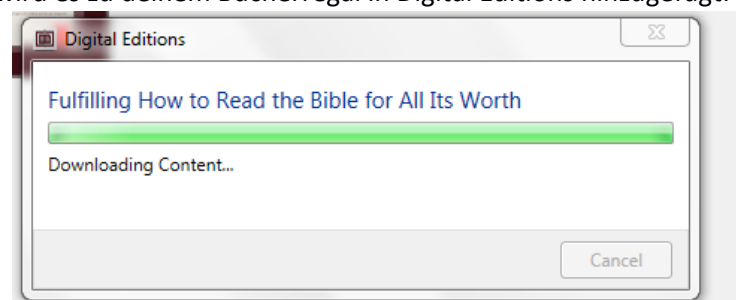 wird es zu deinem Bücherregal in Digital Editions hinzugefügt.
Digital Editions
Fulfilling How to Read the Bible for All Its Worth
Downloading Content...
Cancel